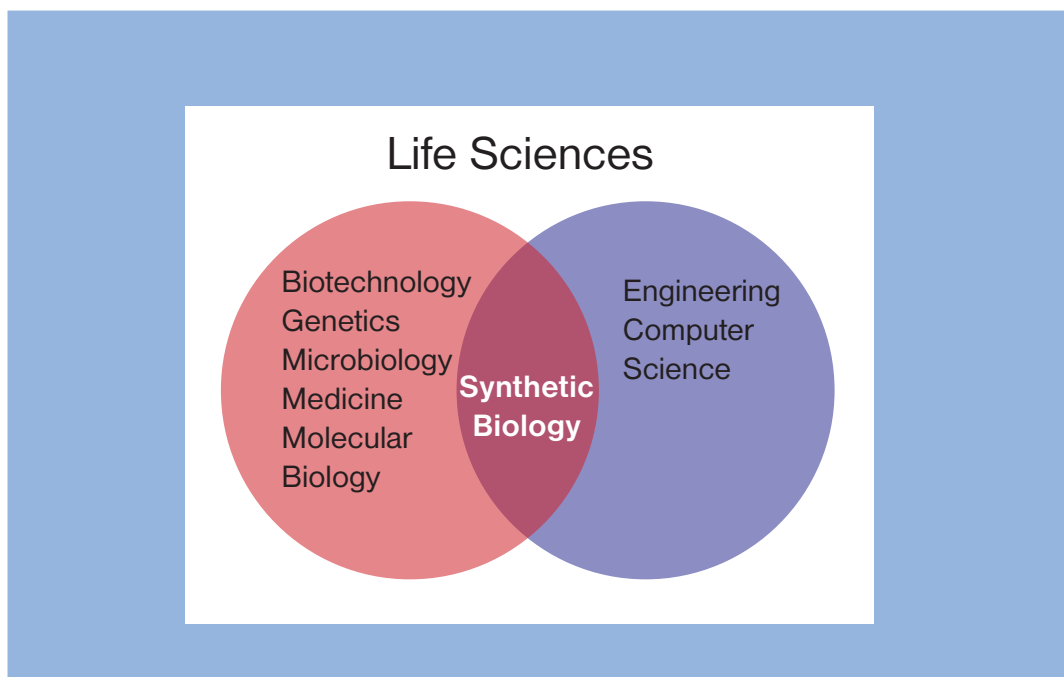 Life Sciences
Biotechnology
Genetics
Microbiology
Medicine
Molecular
Biology
Synthetic
Biology
Engineering
Computer
Science